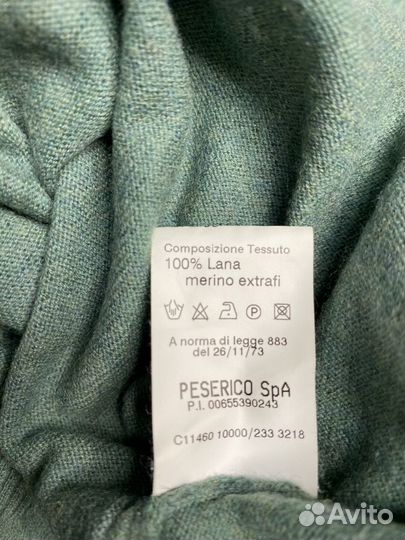 Composizione Tessuto
100% Lana
merino extrafi
P
A norma di legge 883
del 26/11/73
PESERICO SpA
P.I. 00655390243
C11460 10000/233 3218
Avito